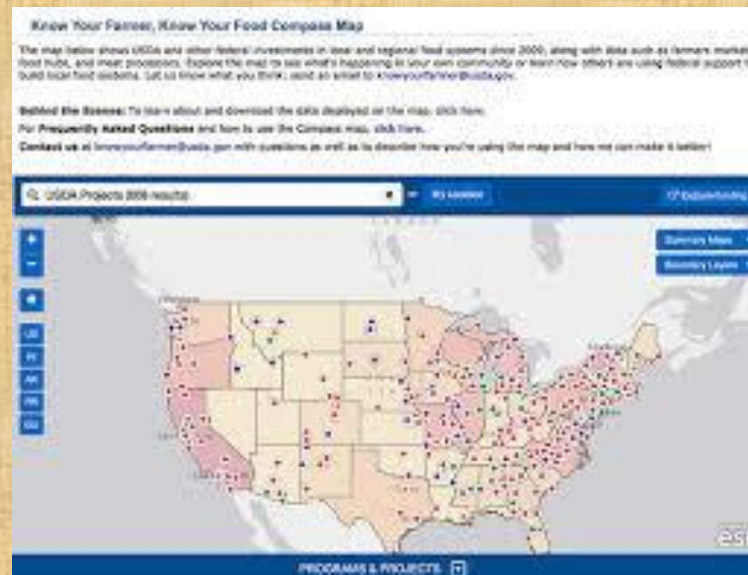 Know Your Farmer, Know Your Food Compass Map
The map below shows USDA and other federal investments in local and regional food systems since 2009, along with data such as farmers market
food hubs, and meat processors. Explore the map to see what's happening in your own community or learn how others are using federal support t
build local food systems. Let us know what you think; send an email to knowyourfarmer@usda.gov.
Behind the Scenes: To learn about and download the data displayed on the map, click here.
For Frequently Asked Questions and how to use the Compass map, click here.
Contact us at knowyourfarmer@usda.gov with questions as well as to describe how you're using the map and how we can make it better!
USDA Projects results)
My Location
Summary Maps
Boundary Layers
US
AK
PR
PROGRAMS & PROJECTS
esri